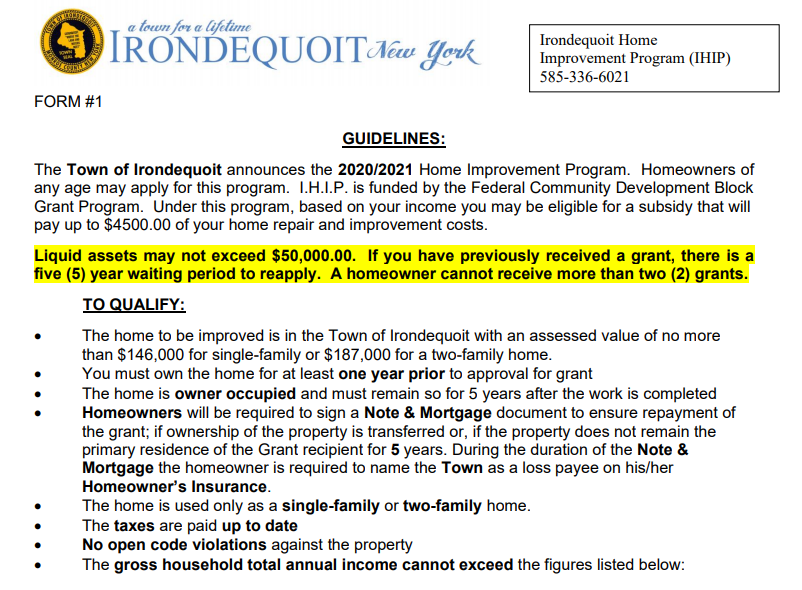 a town for a lifetime
IRONDEQUOIT New York
Irondequoit Home
Improvement Program (IHIP)
585-336-6021
FORM #1
GUIDELINES:
The Town of Irondequoit announces the 2020/2021 Home Improvement Program. Homeowners of
any age may apply for this program. I.H.I.P. is funded by the Federal Community Development Block
Grant Program. Under this program, based on your income you may be eligible for a subsidy that will
pay up to $4500.00 of your home repair and improvement costs.
Liquid assets may not exceed $50,000.00. If you have previously received a grant, there is a
five (5) year waiting period to reapply. A homeowner cannot receive more than two (2) grants.
TO QUALIFY:
• The home to be improved is in the Town of Irondequoit with an assessed value of no more
than $146,000 for single-family or $187,000 for a two-family home.
• You must own the home for at least one year prior to approval for grant
• The home is owner occupied and must remain so for 5 years after the work is completed
• Homeowners will be required to sign a Note & Mortgage document to ensure repayment of
the grant; if ownership of the property is transferred or, if the property does not remain the
primary residence of the Grant recipient for 5 years. During the duration of the Note &
Mortgage the homeowner is required to name the Town as a loss payee on his/her
Homeowner's Insurance.
• The home is used only as a single-family or two-family home.
• The taxes are paid up to date
• No open code violations against the property
• The gross household total annual income cannot exceed the figures listed below: